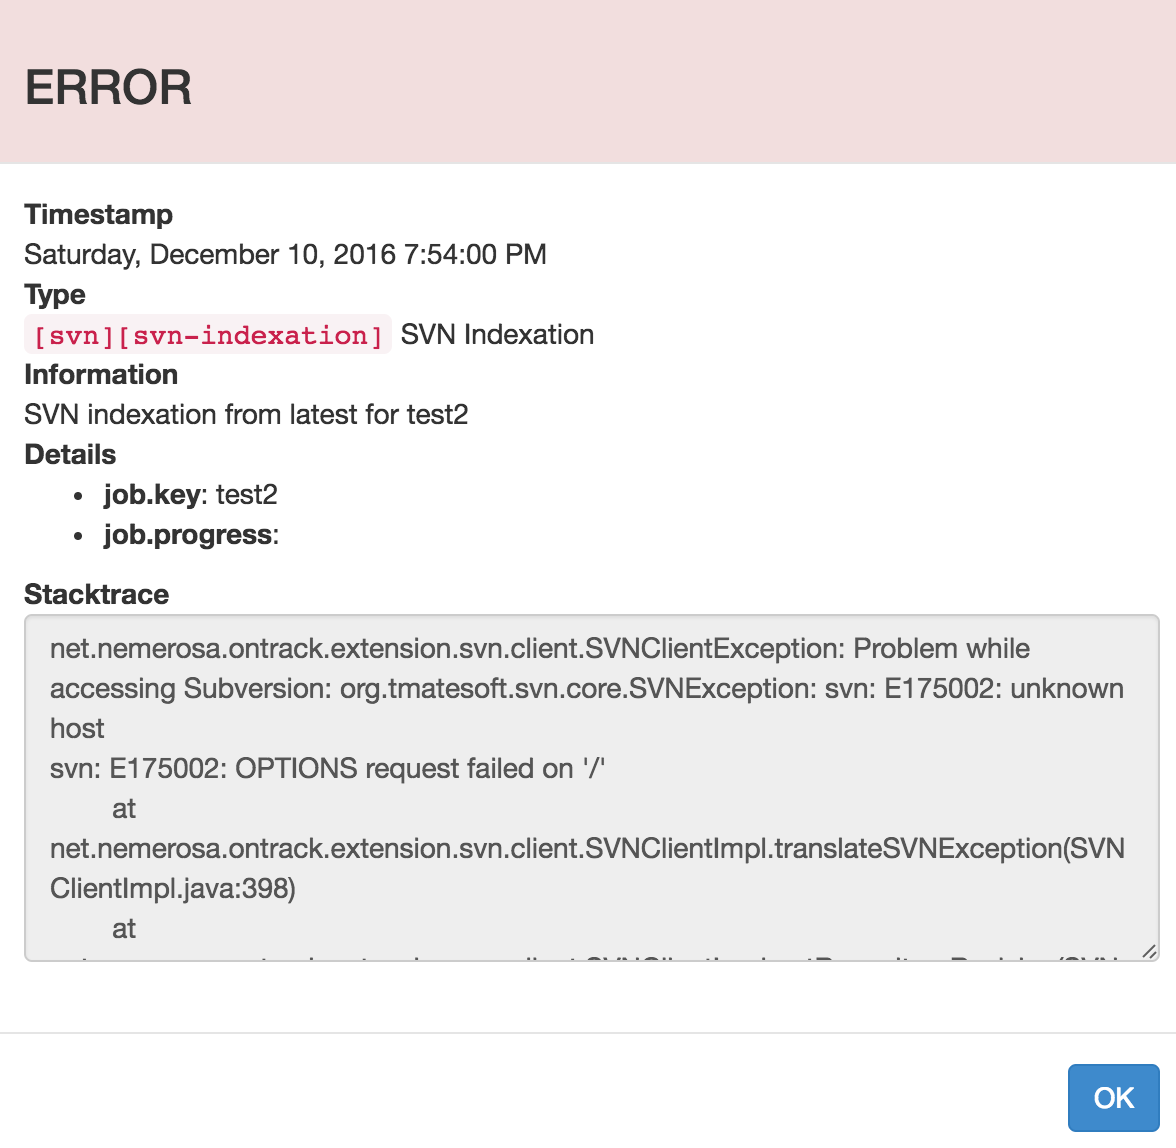 ERROR
Timestamp
Saturday, December 10, 2016 7:54:00 PM
Type
[svn][svn-indexation] SVN Indexation
Information
SVN indexation from latest for test2
Details
• job.key: test2
• job.progress:
Stacktrace
net.nemerosa.ontrack.extension.svn.client.SVNClientException: Problem while
accessing Subversion: org.tmatesoft.svn.core.SVNException: svn: E175002: unknown
host
svn: E175002: OPTIONS request failed on '/'
at
net.nemerosa.ontrack.extension.svn.client.SVNClientImpl.translateSVNException(SVN
ClientImpl.java:398)
at
OK